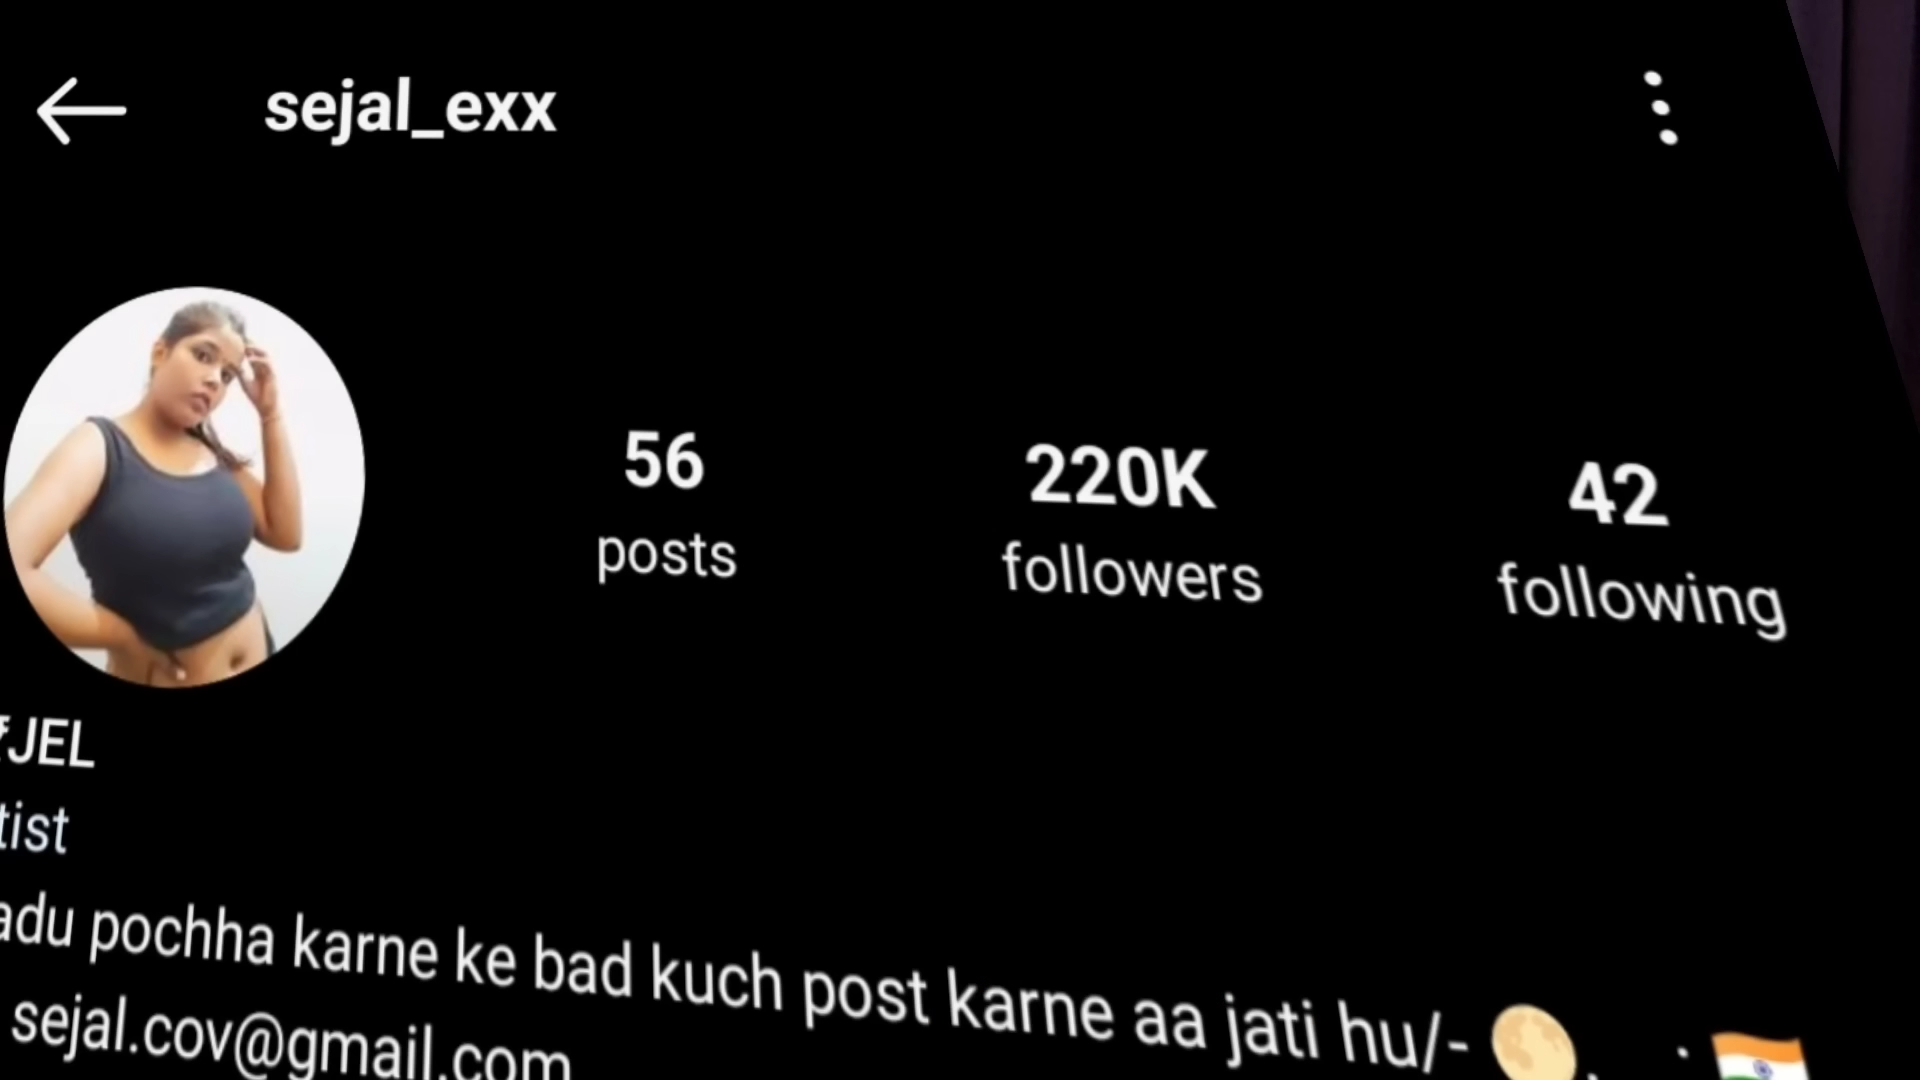 sejal_exx
56
220K
42
posts
followers
following
JEL
tist
adu pochha karne ke bad kuch post karne aa jati hu/- 🌕
sejal.cov@gmail.com